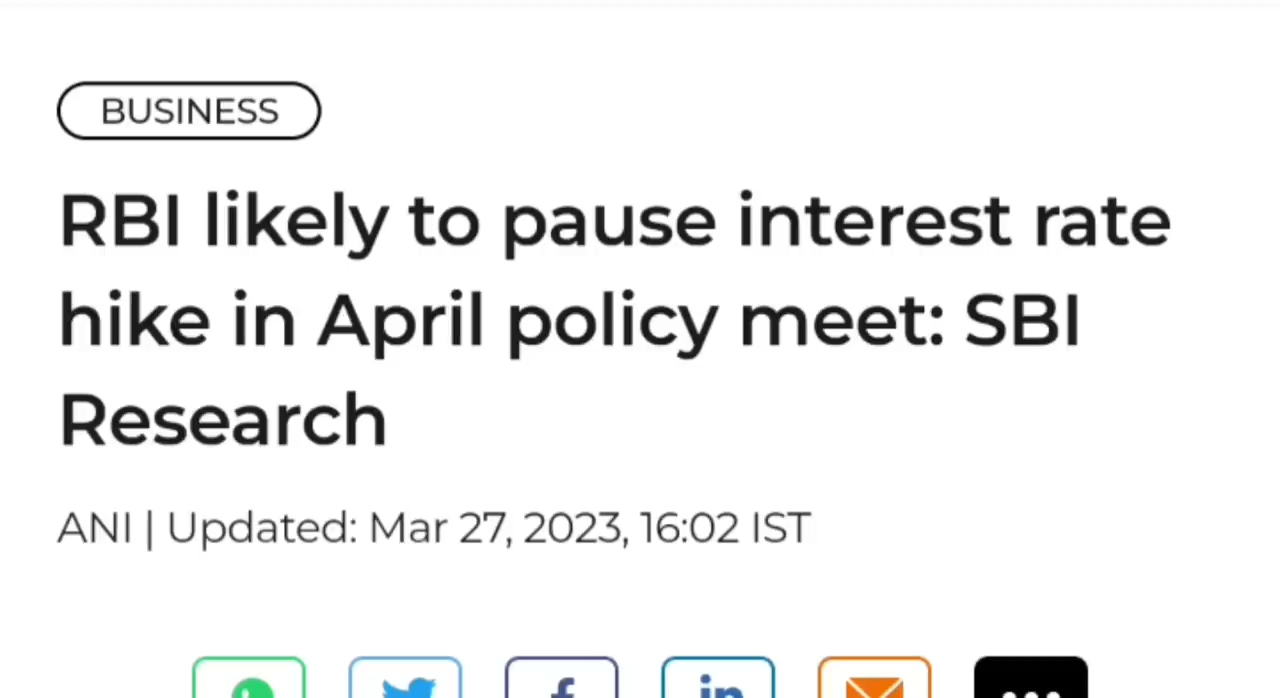 BUSINESS
RBI likely to pause interest rate
hike in April policy meet: SBI
Research
ANI | Updated: Mar 27, 2023, 16:02 IST